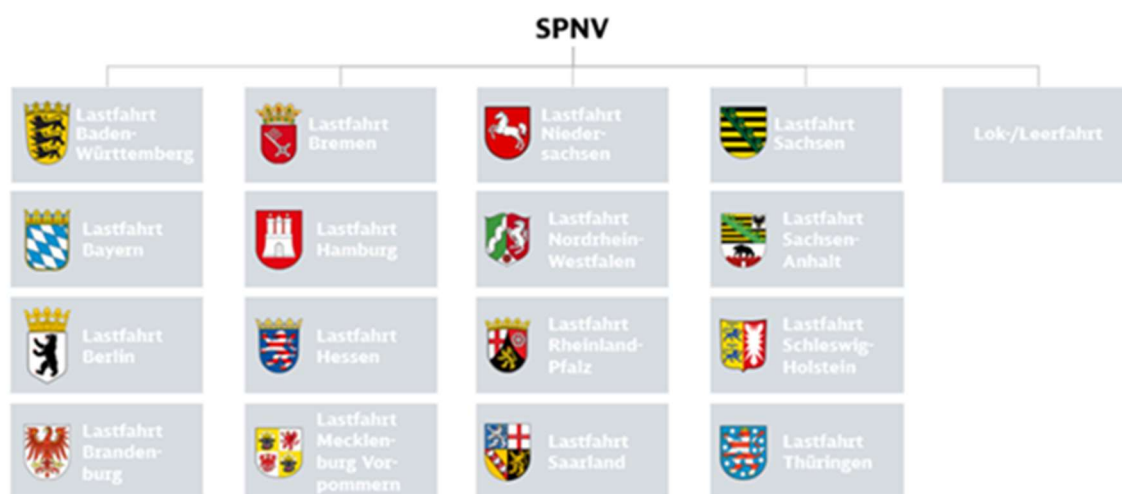 SPNV
Lastfahrt
Baden-
Württemberg
Lastfahrt
Bremen
Lastfahrt
Nieder-
sachsen
Lastfahrt
Sachsen
Lok-/Leerfahrt
Lastfahrt
Bayern
Lastfahrt
Hamburg
Lastfahrt
Nordrhein-
Westfalen
Lastfahrt
Sachsen-
Anhalt
Lastfahrt
Berlin
Lastfahrt
Hessen
Lastfahrt
Rheinland-
Pfalz
Lastfahrt
Schleswig-
Holstein
Lastfahrt
Branden-
burg
Lastfahrt
Mecklen-
burg Vor-
pommern
Lastfahrt
Saarland
Lastfahrt
Thüringen